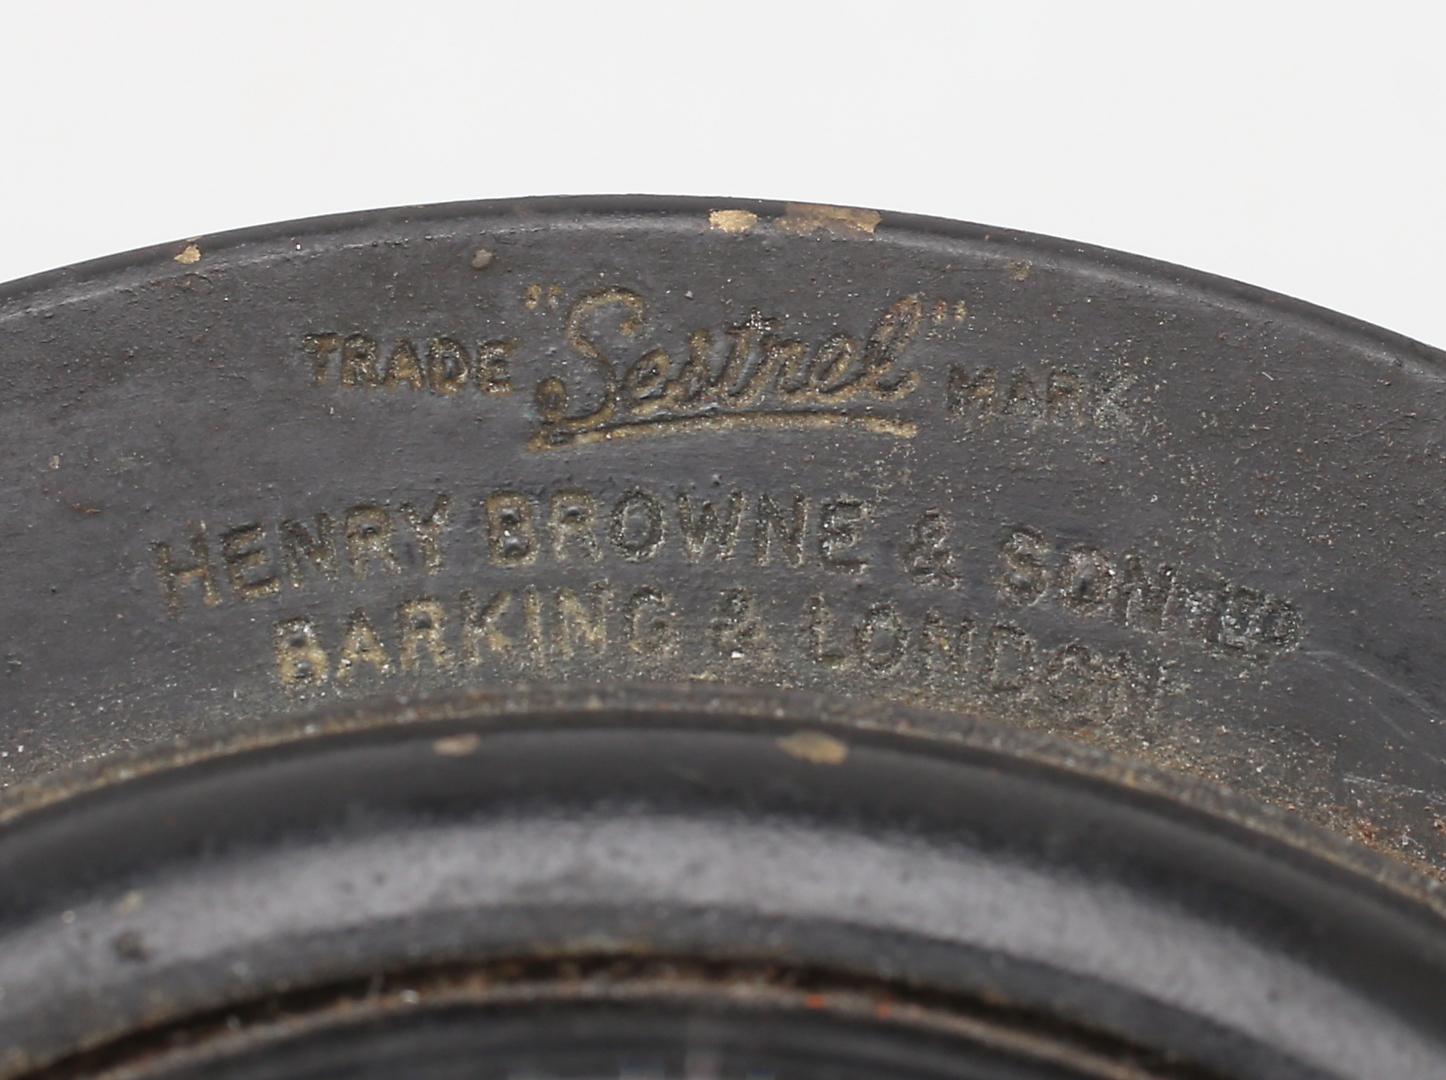 TRADE "Sestrel" MARK
HENRY BROWNE & SON LTD
BARKING & LONDON